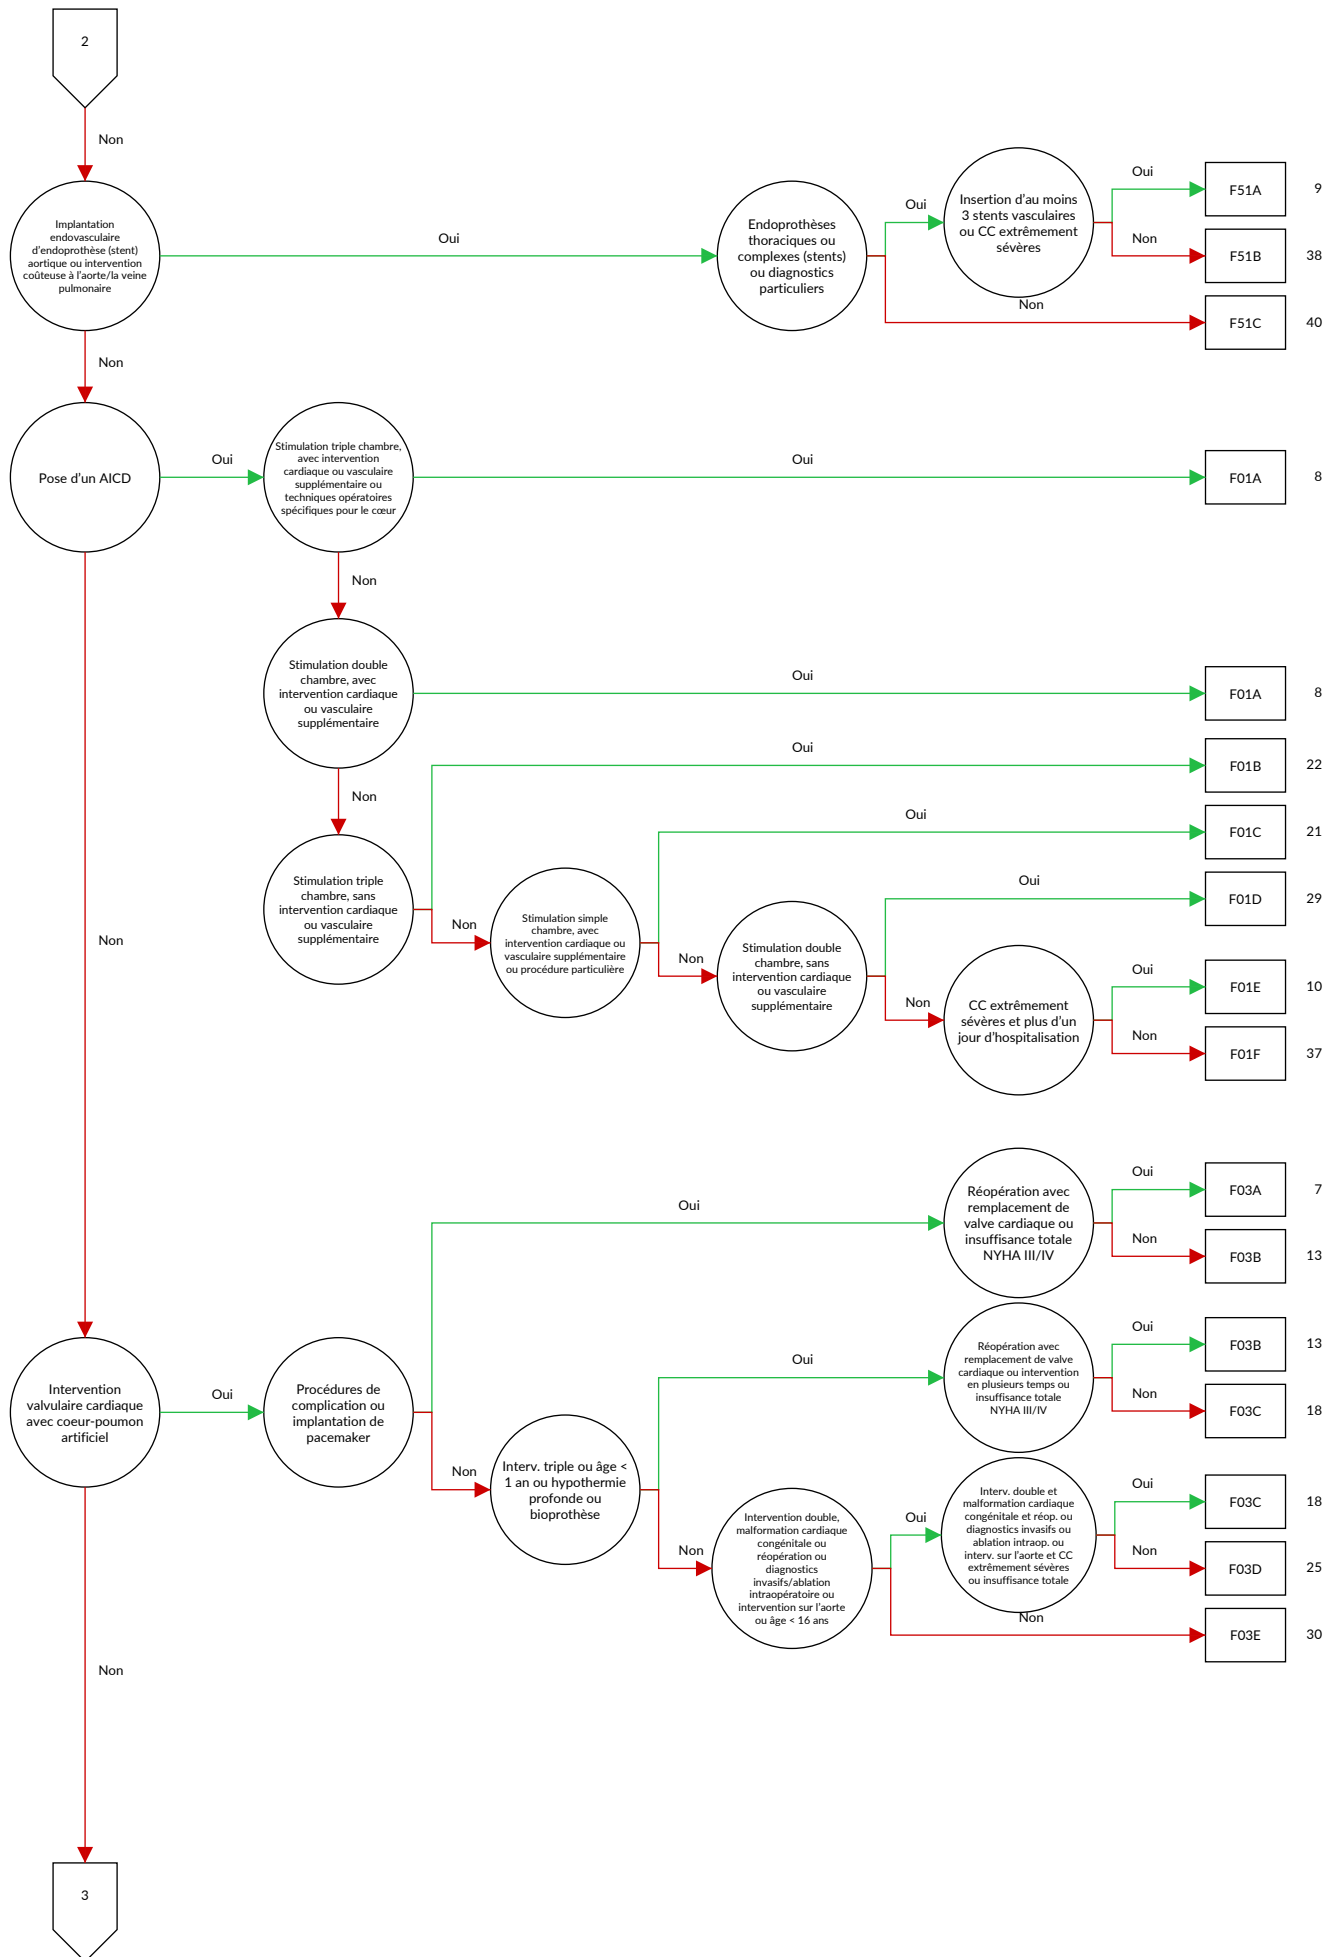 2
Non
Implantation
endovasculaire
d'endoprothèse (stent)
aortique ou intervention
coûteuse à l'aorte/la veine
pulmonaire
Oui
Endoprothèses
thoraciques ou
complexes (stents)
ou diagnostics
particuliers
Oui
Insertion d'au moins
3 stents vasculaires
ou CC extrêmement
sévères
Oui
F51A
9
Non
F51B
38
Non
F51C
40
Non
Pose d'un AICD
Oui
Stimulation triple chambre,
avec intervention
cardiaque ou vasculaire
supplémentaire ou
techniques opératoires
spécifiques pour le cœur
Oui
F01A
8
Non
Stimulation double
chambre, avec
intervention cardiaque
ou vasculaire
supplémentaire
Oui
F01A
8
Non
Stimulation triple
chambre, sans
intervention cardiaque
ou vasculaire
supplémentaire
Oui
F01B
22
Non
Stimulation simple
chambre, avec
intervention cardiaque ou
vasculaire supplémentaire
ou procédure particulière
Oui
F01C
21
Non
Stimulation double
chambre, sans
intervention cardiaque
ou vasculaire
supplémentaire
Oui
F01D
29
Non
CC extrêmement
sévères et plus d'un
jour d'hospitalisation
Oui
F01E
10
Non
F01F
37
Non
Intervention
valvulaire cardiaque
avec coeur-poumon
artificiel
Oui
Procédures de
complication ou
implantation de
pacemaker
Oui
Réopération avec
remplacement de
valve cardiaque ou
insuffisance totale
NYHA III/IV
Oui
F03A
7
Non
F03B
13
Non
Interv. triple ou âge <
1 an ou hypothermie
profonde ou
bioprothèse
Oui
Réopération avec
remplacement de valve
cardiaque ou intervention
en plusieurs temps ou
insuffisance totale
NYHA III/IV
Oui
F03B
13
Non
F03C
18
Non
Intervention double,
malformation cardiaque
congénitale ou
réopération ou
diagnostics
invasifs/ablation
intraopératoire ou
intervention sur l'aorte
ou âge < 16 ans
Oui
Interv. double et
malformation cardiaque
congénitale et réop. ou
diagnostics invasifs ou
ablation intraop. ou
interv. sur l'aorte et CC
extrêmement sévères
ou insuffisance totale
Oui
F03C
18
Non
F03D
25
Non
F03E
30
Non
3